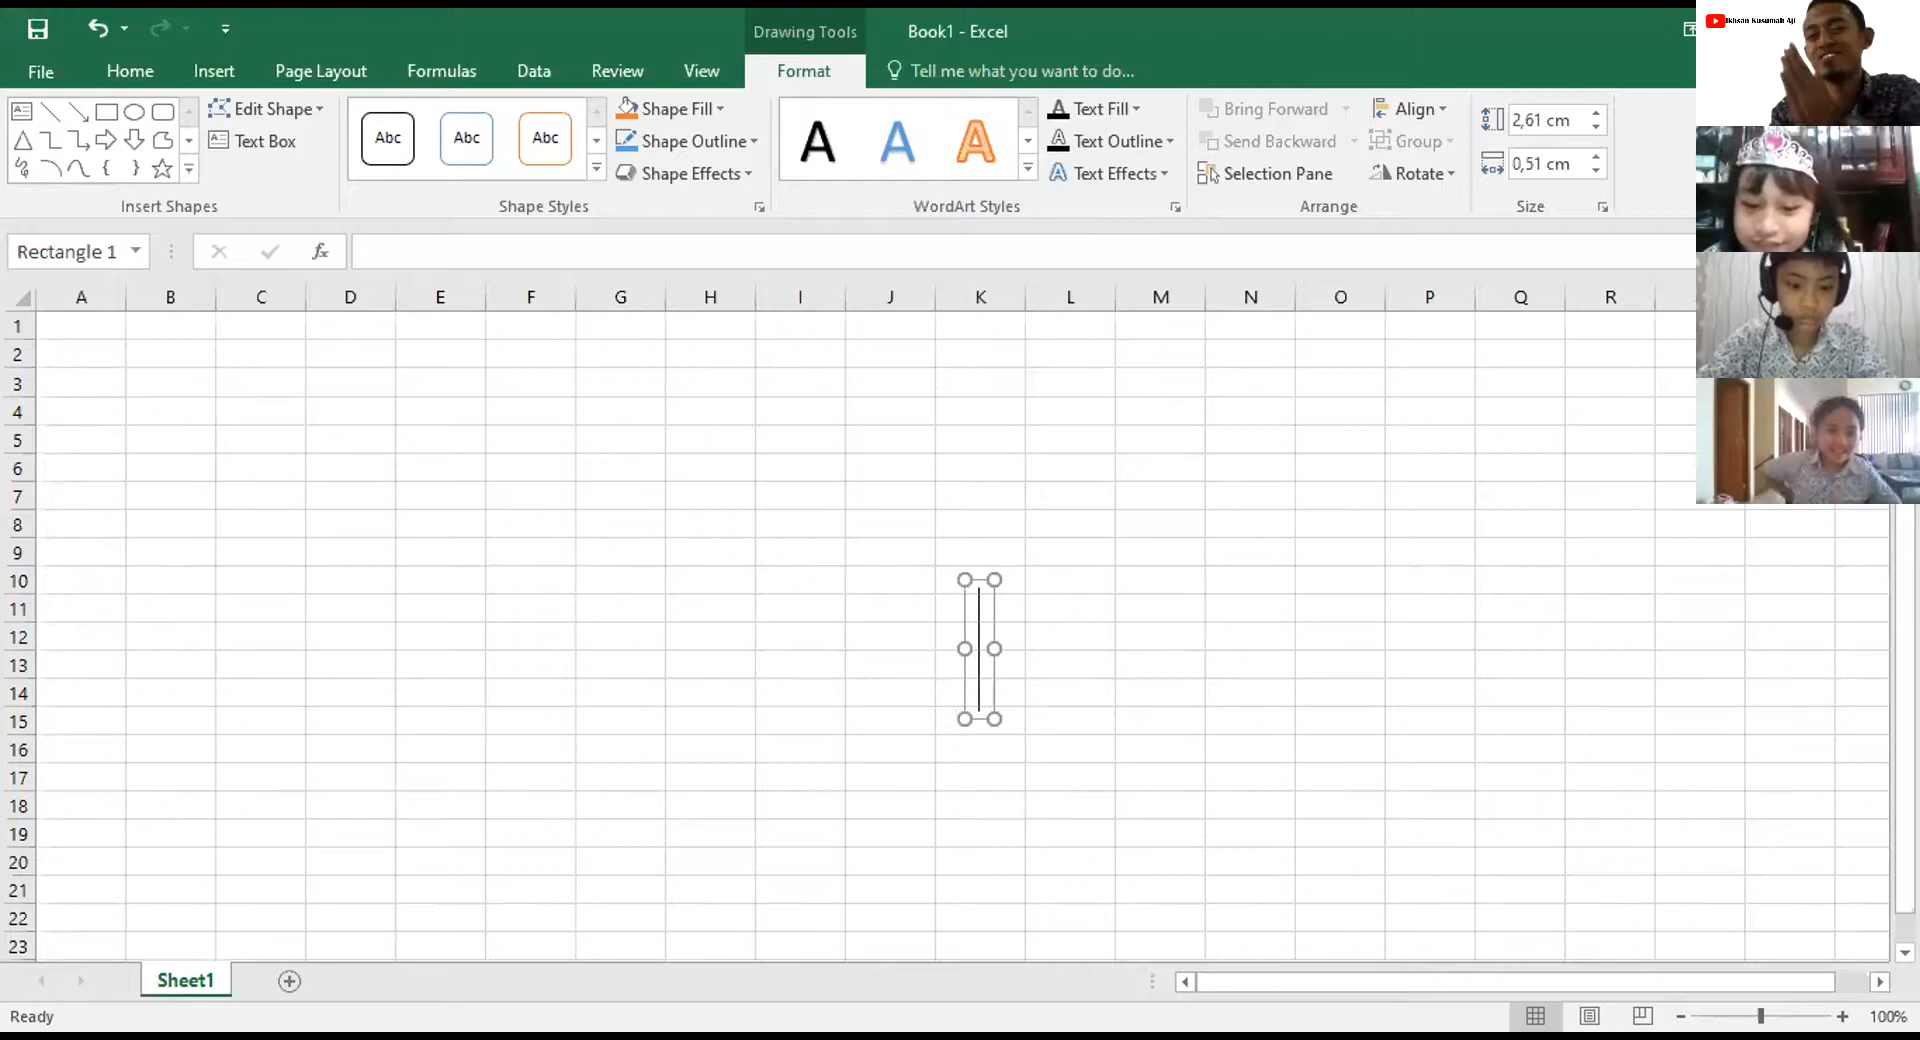 Drawing Tools
Book1 - Excel
Ikhsan Kusumah Aji
File
Home
Insert
Page Layout
Formulas
Data
Review
View
Format
Tell me what you want to do...
Edit Shape
Text Box
Insert Shapes
Abc
Abc
Abc
Shape Fill
Shape Outline
Shape Effects
Shape Styles
A
A
A
Text Fill
Text Outline
Text Effects
WordArt Styles
Bring Forward
Send Backward
Selection Pane
Align
Group
Rotate
Arrange
2,61 cm
0,51 cm
Size
Rectangle 1
fx
A B C D E F G H I J K L M N O P Q R
1
2
3
4
5
6
7
8
9
10
11
12
13
14
15
16
17
18
19
20
21
22
23
Sheet1
Ready
100%